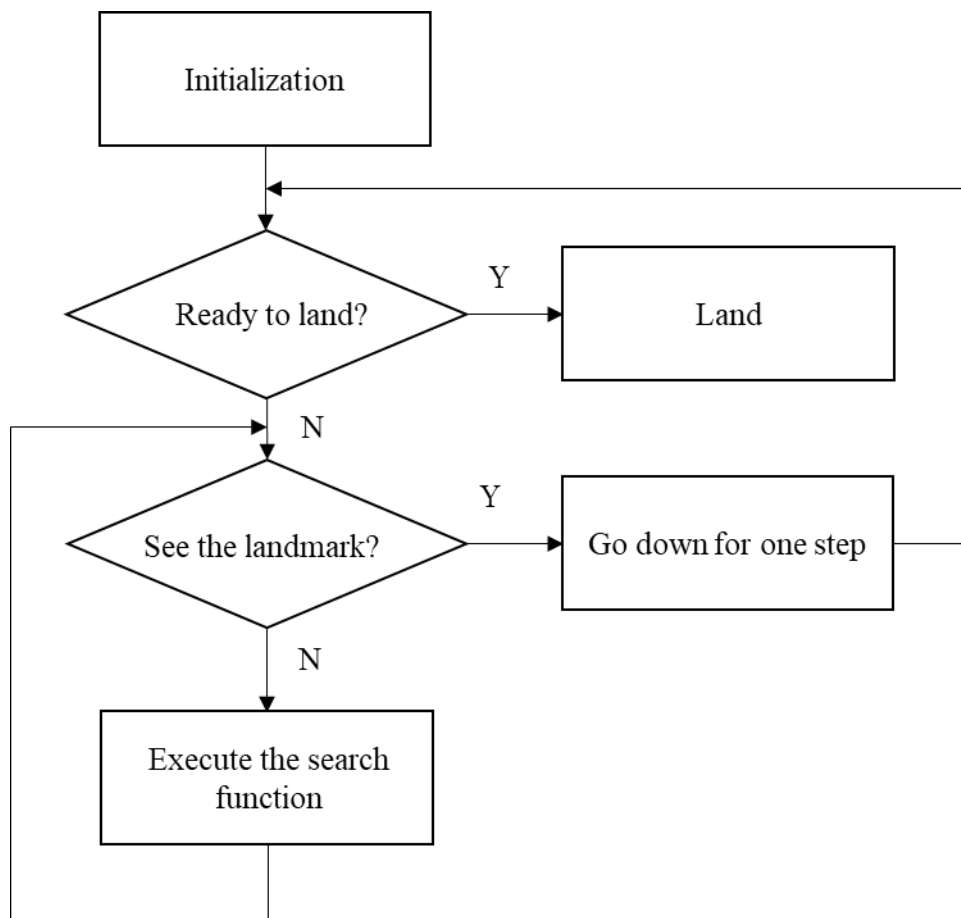 Initialization
Y
Ready to land?
Land
N
Y
See the landmark?
Go down for one step
N
Execute the search
function